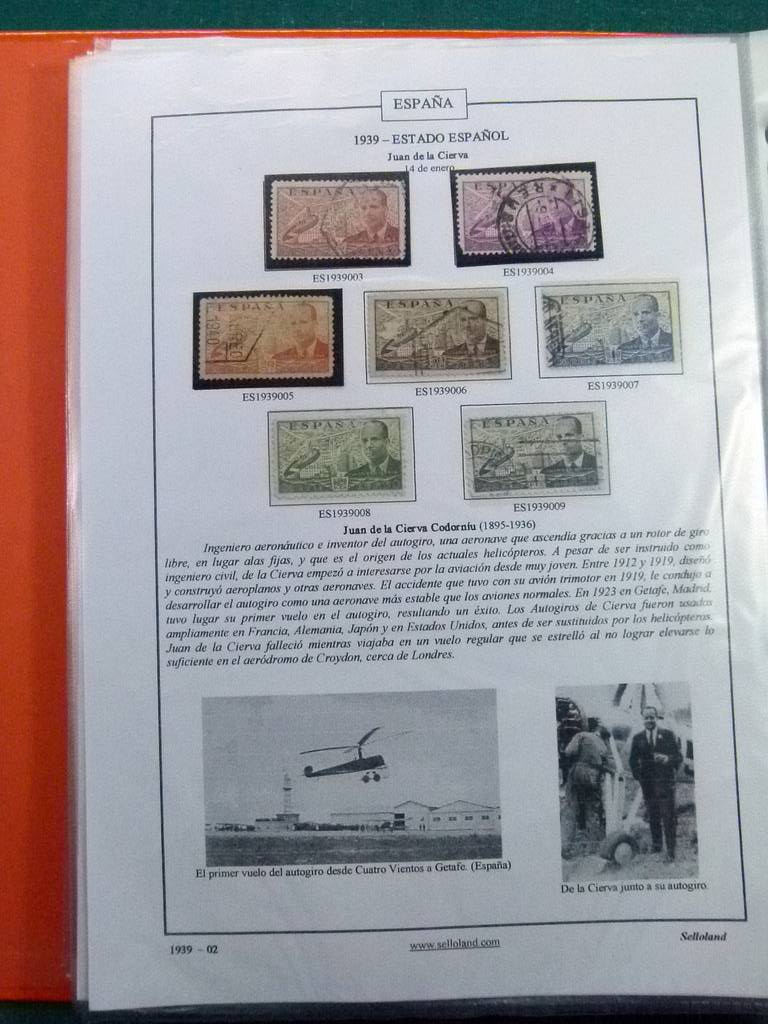 ESPAÑA
1939 – ESTADO ESPAÑOL
Juan de la Cierva
14 de enero
ESPAÑA
ESPAÑA
ES1939003
ES1939004
ESPAÑA
ESPAÑA
ESPAÑA
ES1939005
ES1939006
ES1939007
ESPAÑA
ESPAÑA
ES1939008
ES1939009
Juan de la Cierva Codorníu (1895-1936)
Ingeniero aeronáutico e inventor del autogiro, una aeronave que ascendía gracias a un rotor de giro
libre, en lugar alas fijas, y que es el origen de los actuales helicópteros. A pesar de ser instruido como
ingeniero civil, de la Cierva empezó a interesarse por la aviación desde muy joven. Entre 1912 y 1919, diseñó
y construyó aeroplanos y otras aeronaves. El accidente que tuvo con su avión trimotor en 1919, le condujo a
desarrollar el autogiro como una aeronave más estable que los aviones normales. En 1923 en Getafe, Madrid,
tuvo lugar su primer vuelo en el autogiro, resultando un éxito. Los Autogiros de Cierva fueron usados
ampliamente en Francia, Alemania, Japón y en Estados Unidos, antes de ser sustituidos por los helicópteros.
Juan de la Cierva falleció mientras viajaba en un vuelo regular que se estrelló al no lograr elevarse lo
suficiente en el aeródromo de Croydon, cerca de Londres.
El primer vuelo del autogiro desde Cuatro Vientos a Getafe. (España)
De la Cierva junto a su autogiro.
1939 – 02
www.selloland.com
Selloland